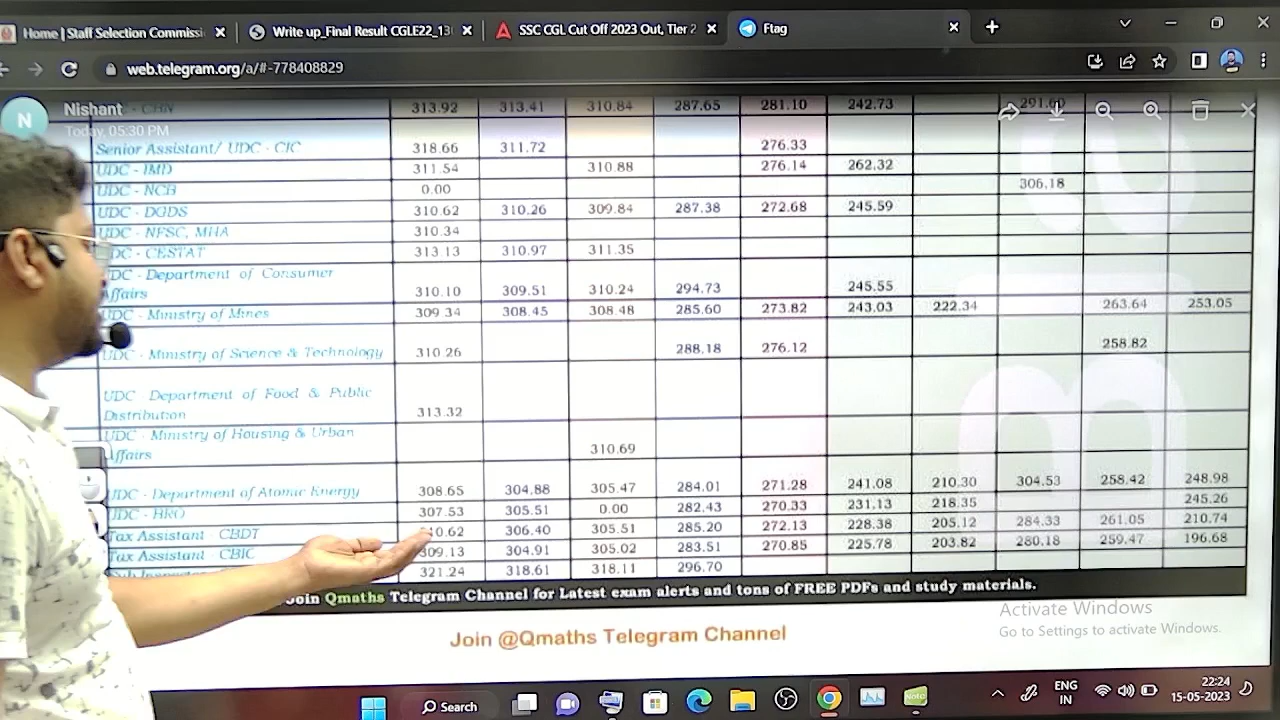 Home | Staff Selection Commissi
Write up_Final Result CGLE22_13
SSC CGL Cut Off 2023 Out, Tier 2
Ftag
web.telegram.org/a/#-778408829
N
Nishant
Today, 05:30 PM
CBN 313.92 313.41 310.84 287.65 281.10 242.73
Senior Assistant/ UDC - CIC 318.66 311.72 276.33
UDC - IMD 311.54 310.88 276.14 262.32
UDC - NCB 0.00 306.18
UDC - DGDS 310.62 310.26 309.84 287.38 272.68 245.59
UDC - NFSC, MHA 310.34
DC - CESTAT 313.13 310.97 311.35
DC - Department of Consumer
Affairs 310.10 309.51 310.24 294.73 245.55
UDC - Ministry of Mines 309.34 308.45 308.48 285.60 273.82 243.03 222.34 263.64 253.05
UDC - Ministry of Science & Technology 310.26 288.18 276.12 258.82
UDC - Department of Food & Public
Distribution 313.32
UDC - Ministry of Housing & Urban
Affairs 310.69
UDC - Department of Atomic Energy 308.65 304.88 305.47 284.01 271.28 241.08 210.30 304.53 258.42 248.98
UDC - BRO 307.53 305.51 0.00 282.43 270.33 231.13 218.35 245.26
Tax Assistant CBDT 10.62 306.40 305.51 285.20 272.13 228.38 205.12 284.33 261.05 210.74
Tax Assistant CBIC 309.13 304.91 305.02 283.51 270.85 225.78 203.82 280.18 259.47 196.68
321.24 318.61 318.11 296.70
Join Qmaths Telegram Channel for Latest exam alerts and tons of FREE PDFs and study materials.
Join @Qmaths Telegram Channel
Activate Windows
Go to Settings to activate Windows.
Search
ENG
IN
22:24
15-05-2023